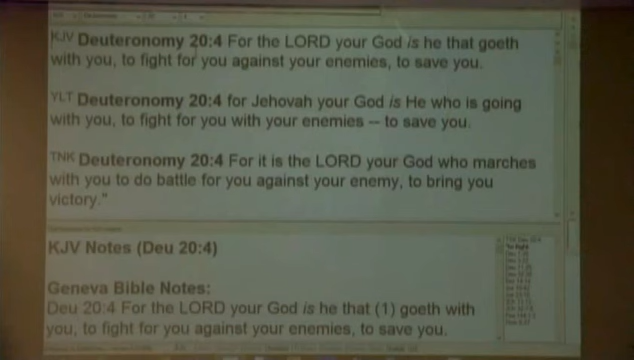 KJV Deuteronomy 20:4 For the LORD your God is he that goeth
with you, to fight for you against your enemies, to save you.
YLT Deuteronomy 20:4 for Jehovah your God is He who is going
with you, to fight for you with your enemies -- to save you.
TNK Deuteronomy 20:4 For it is the LORD your God who marches
with you to do battle for you against your enemy, to bring you
victory."
KJV Notes (Deu 20:4)
Geneva Bible Notes:
Deu 20:4 For the LORD your God is he that (1) goeth with
you, to fight for you against your enemies, to save you.